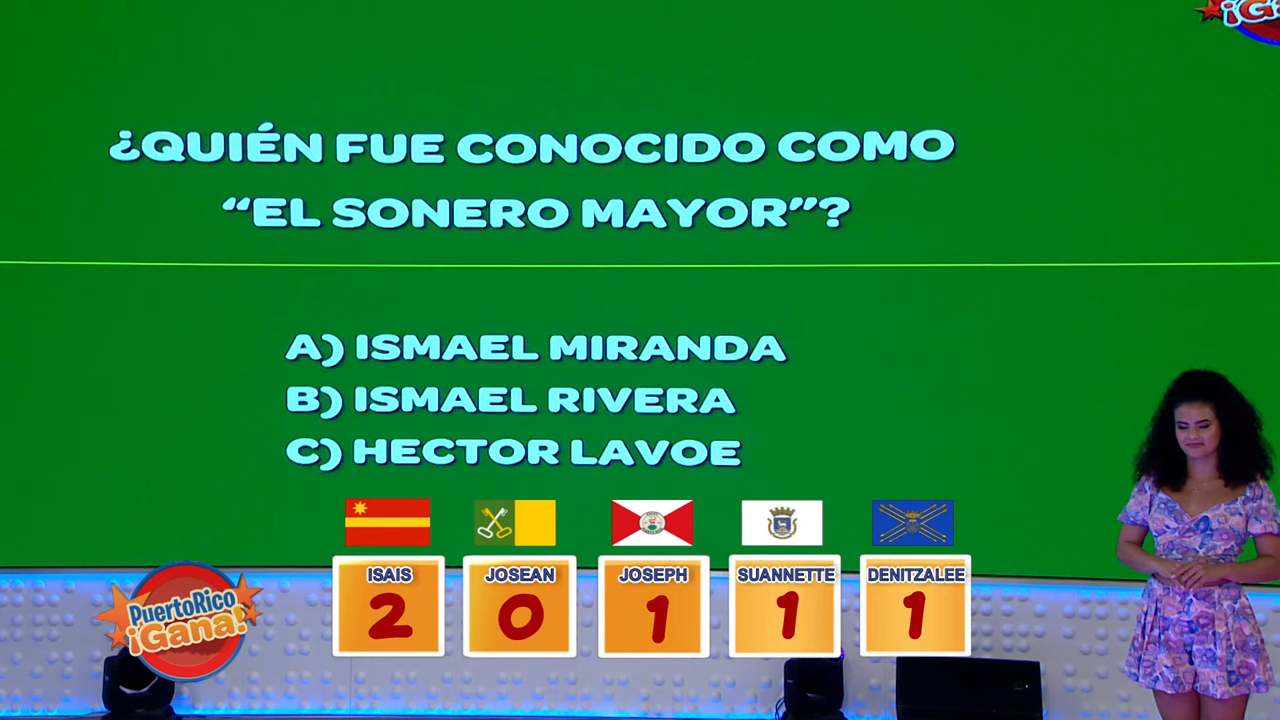 ¡Ga
¿QUIÉN FUE CONOCIDO COMO
“EL SONERO MAYOR”?
A) ISMAEL MIRANDA
B) ISMAEL RIVERA
C) HECTOR LAVOE
ISAIS JOSEAN JOSEPH SUANNETTE DENITZALEE
2 0 1 1 1
PuertoRico
¡Gana!